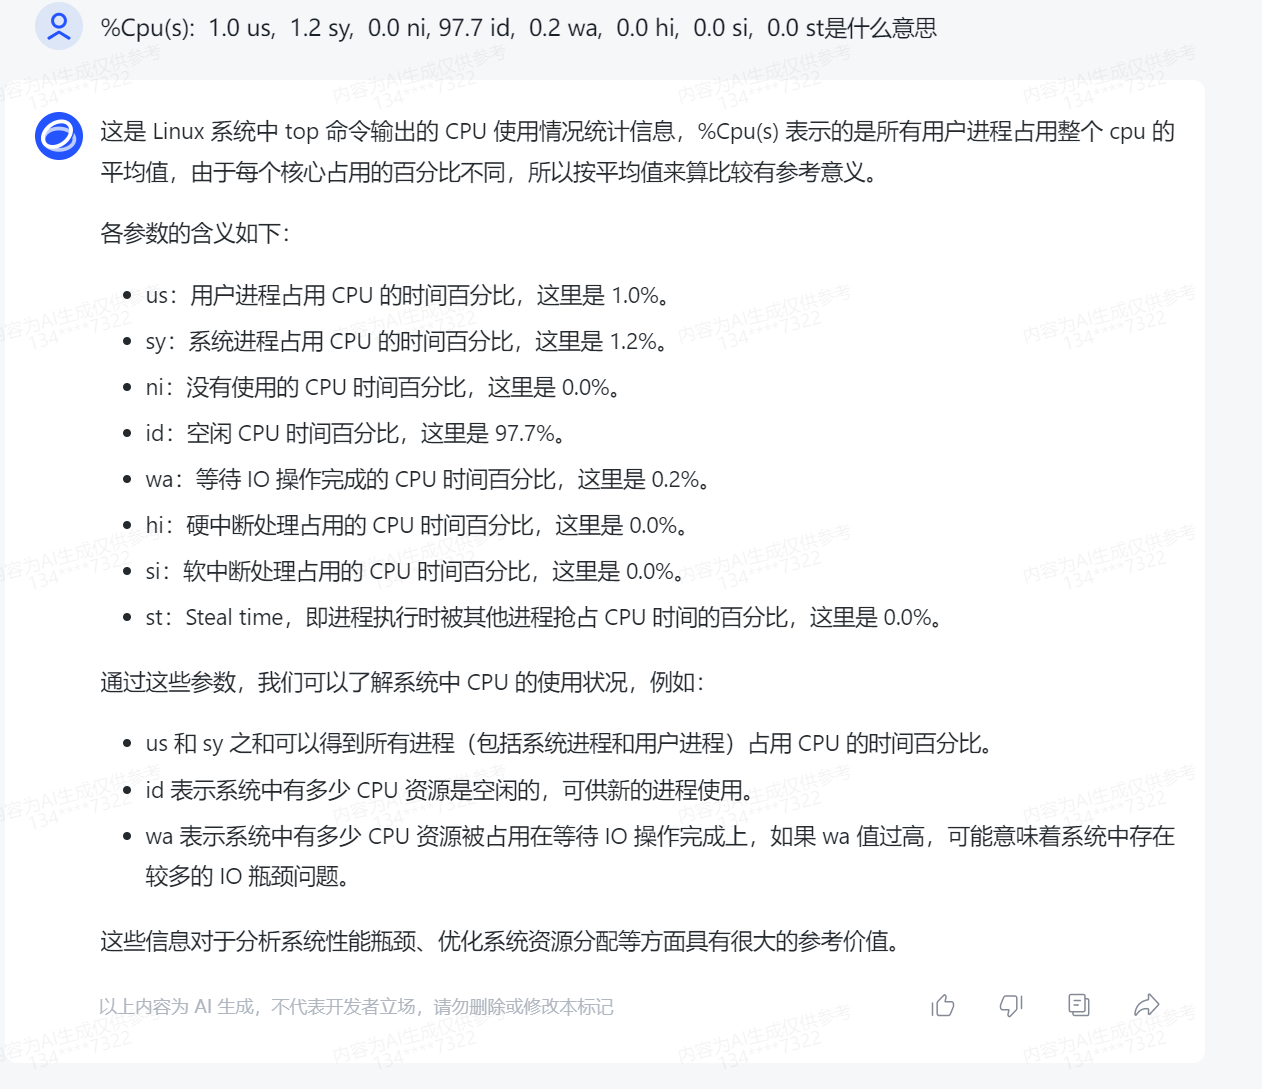 %Cpu(s):  1.0 us,  1.2 sy,  0.0 ni, 97.7 id,  0.2 wa,  0.0 hi,  0.0 si,  0.0 st是什么意思
这是 Linux 系统中 top 命令输出的 CPU 使用情况统计信息，%Cpu(s) 表示的是所有用户进程占用整个 cpu 的
平均值，由于每个核心占用的百分比不同，所以按平均值来算比较有参考意义。
各参数的含义如下：
us：用户进程占用 CPU 的时间百分比，这里是 1.0%。
sy：系统进程占用 CPU 的时间百分比，这里是 1.2%。
ni：没有使用的 CPU 时间百分比，这里是 0.0%。
id：空闲 CPU 时间百分比，这里是 97.7%。
wa：等待 IO 操作完成的 CPU 时间百分比，这里是 0.2%。
hi：硬中断处理占用的 CPU 时间百分比，这里是 0.0%。
si：软中断处理占用的 CPU 时间百分比，这里是 0.0%。
st：Steal time，即进程执行时被其他进程抢占 CPU 时间的百分比，这里是 0.0%。
通过这些参数，我们可以了解系统中 CPU 的使用状况，例如：
us 和 sy 之和可以得到所有进程（包括系统进程和用户进程）占用 CPU 的时间百分比。
id 表示系统中有多少 CPU 资源是空闲的，可供新的进程使用。
wa 表示系统中有多少 CPU 资源被占用在等待 IO 操作完成上，如果 wa 值过高，可能意味着系统中存在
较多的 IO 瓶颈问题。
这些信息对于分析系统性能瓶颈、优化系统资源分配等方面具有很大的参考价值。
以上内容为 AI 生成，不代表开发者立场，请勿删除或修改本标记
内容为AI生成仅供参考
134****7322